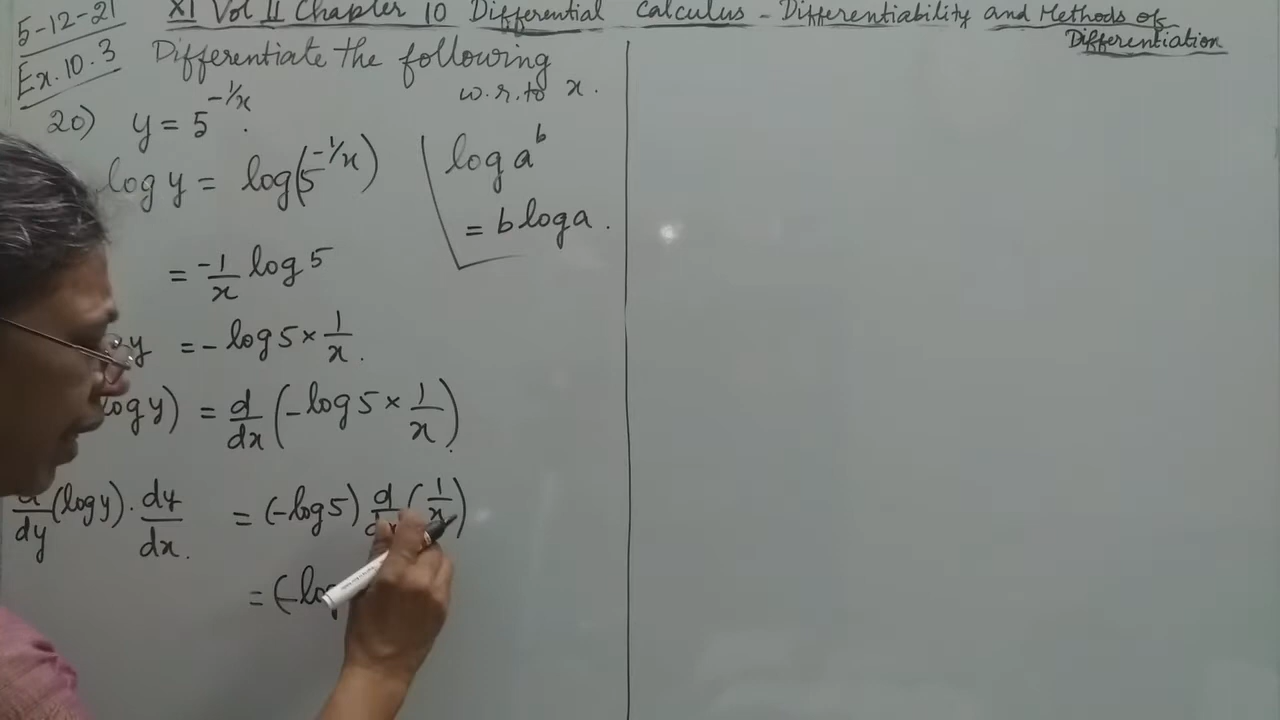 5-12-21
Ex.10.3
XI Vol II Chapter 10 Differential Calculus - Differentiability and Methods of
Differentiation
Differentiate the following
w.r.to x.
20) y = 5^{-1/x}.
log y = log(5^{-1/x})
= -1/x log 5
y = - log 5 × 1/x.
log y) = d/dx (- log 5 × 1/x).
d/dy (log y) · dy/dx. = (-log 5) d/dx (1/x)
= (-log
log a^b
= b log a.